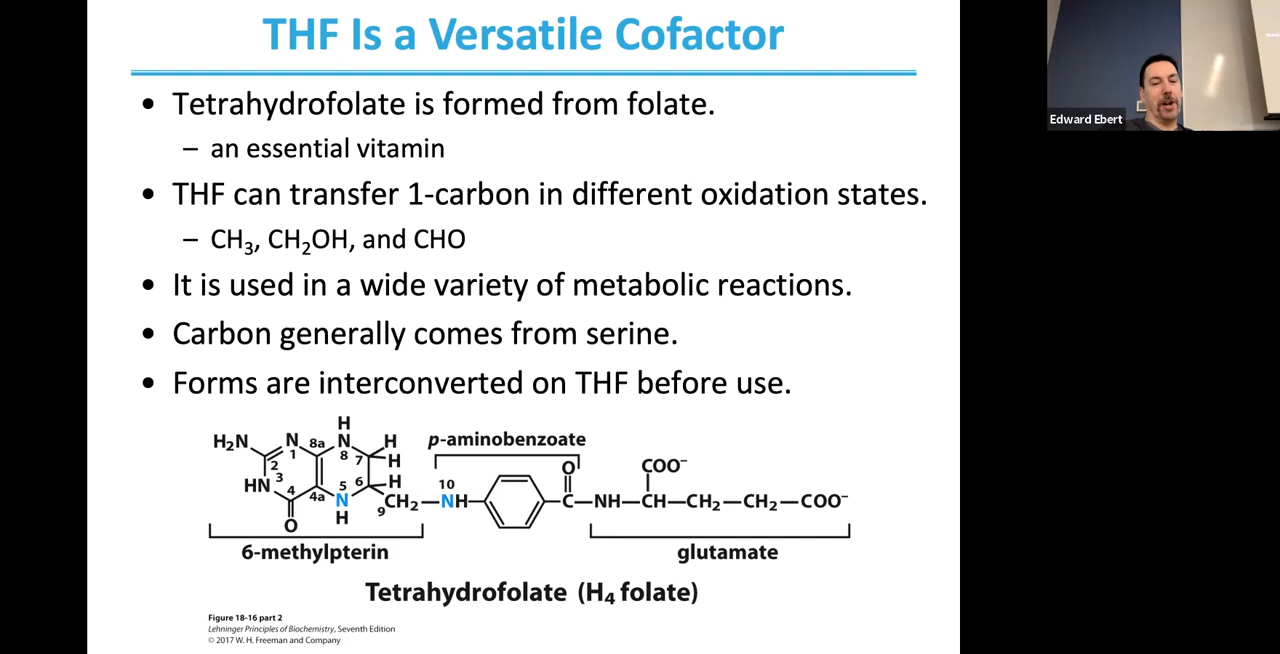 THF Is a Versatile Cofactor
• Tetrahydrofolate is formed from folate.
– an essential vitamin
• THF can transfer 1-carbon in different oxidation states.
– CH₃, CH₂OH, and CHO
• It is used in a wide variety of metabolic reactions.
• Carbon generally comes from serine.
• Forms are interconverted on THF before use.
H
H₂N N 8a N H p-aminobenzoate
1 8 7 H
2 O COO⁻
3 5 6 H 10
HN 4 4a N CH₂—NH C—NH—CH—CH₂—CH₂—COO⁻
O H 9
6-methylpterin glutamate
Tetrahydrofolate (H₄ folate)
Figure 18-16 part 2
Lehninger Principles of Biochemistry, Seventh Edition
© 2017 W. H. Freeman and Company
Edward Ebert